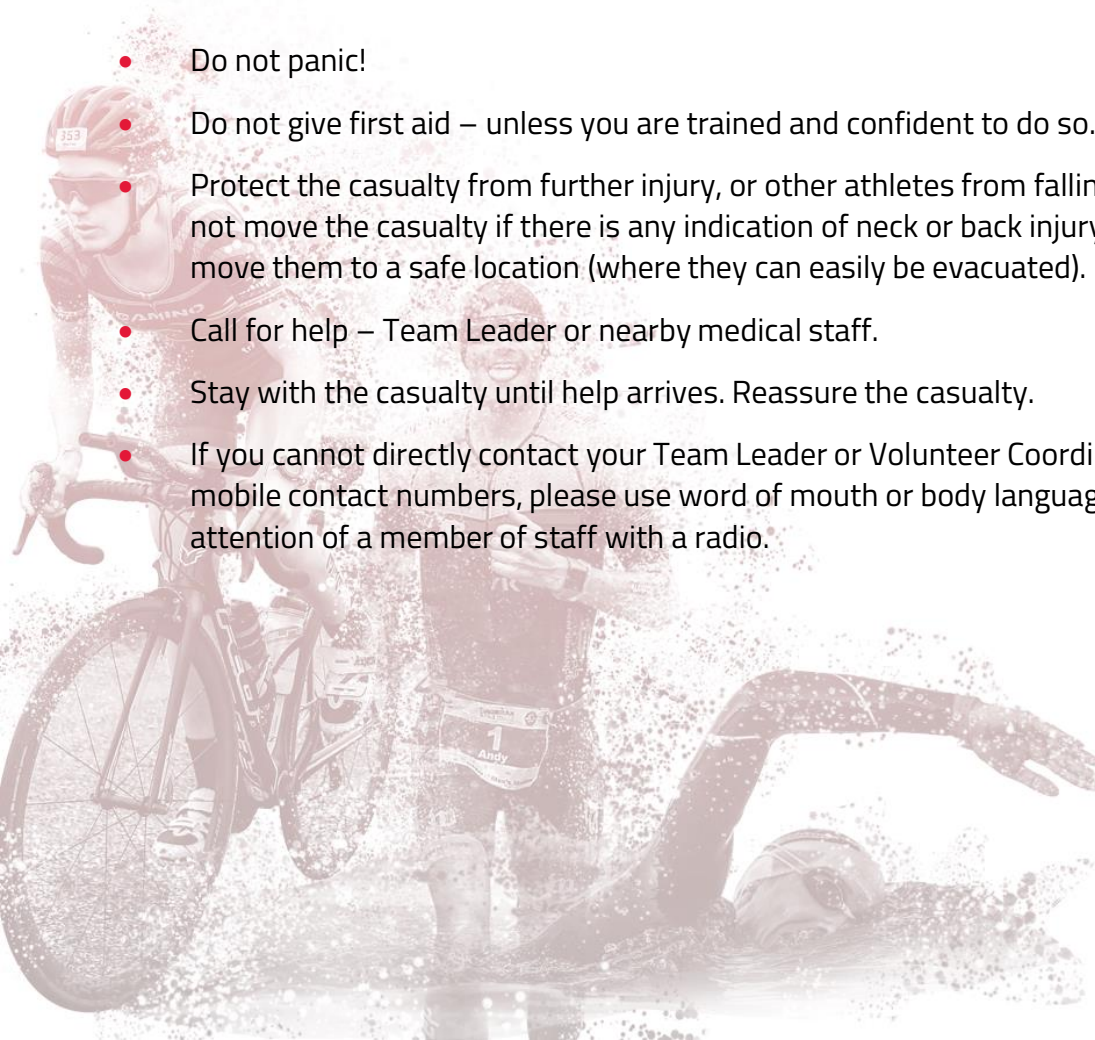 • Do not panic!
• Do not give first aid – unless you are trained and confident to do so.
• Protect the casualty from further injury, or other athletes from
not move the casualty if there is any indication of neck or back injury
move them to a safe location (where they can easily be evacuated).
• Call for help – Team Leader or nearby medical staff.
• Stay with the casualty until help arrives. Reassure the casualty.
• If you cannot directly contact your Team Leader or Volunteer
mobile contact numbers, please use word of mouth or body
attention of a member of staff with a radio.
353
1
Andy